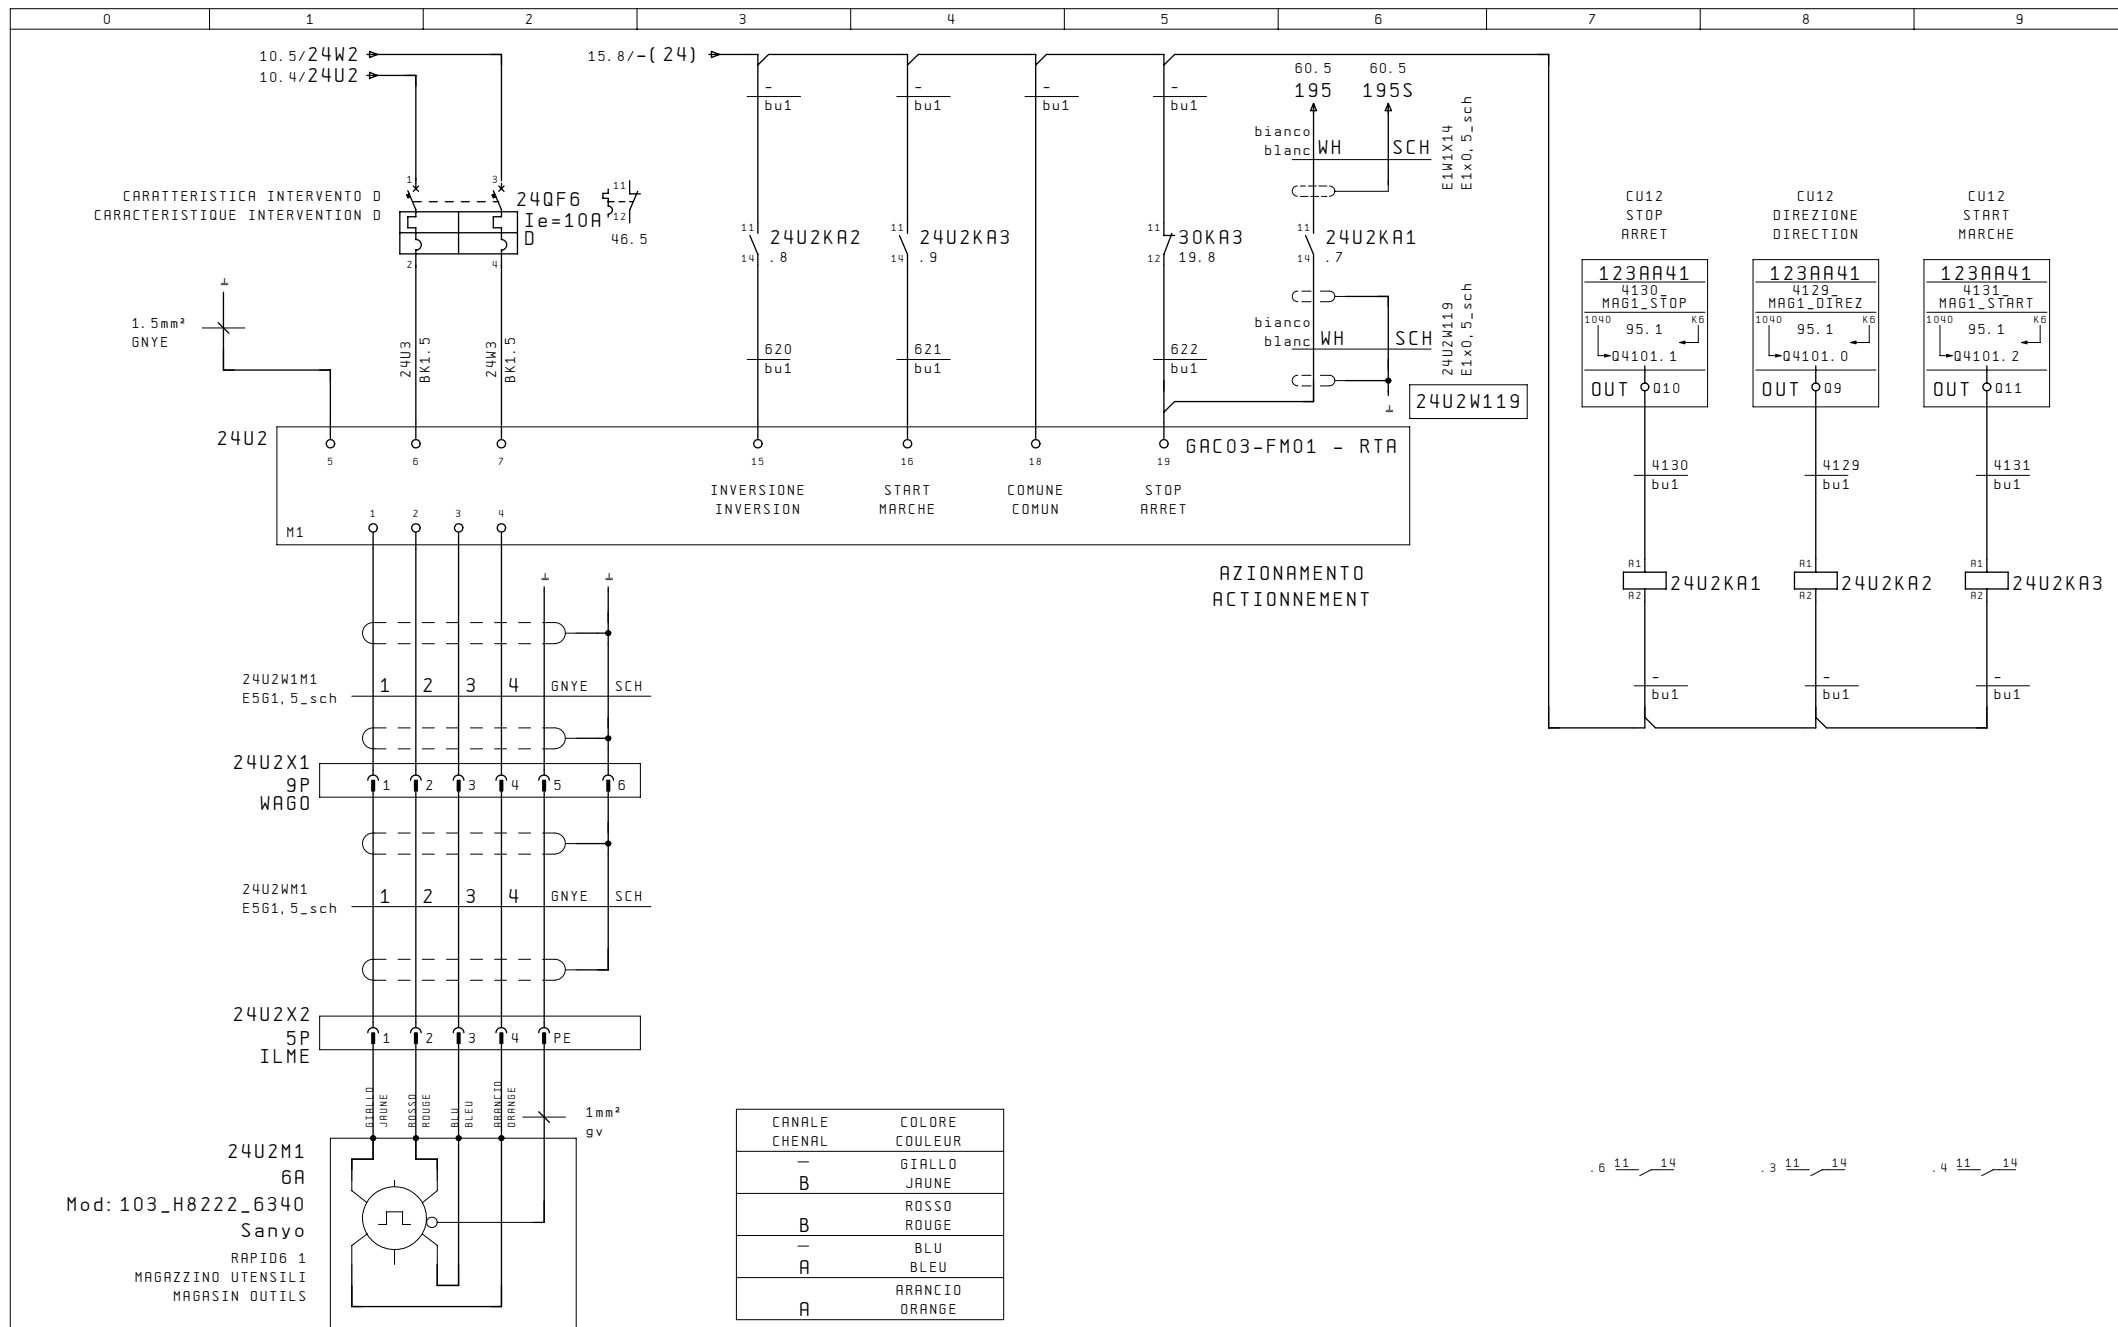 0 1 2 3 4 5 6 7 8 9
10.5/24W2
10.4/24U2
15.8/-(24)
60.5 60.5
195 195S
- - - -
bu1 bu1 bu1 bu1
bianco
blanc WH SCH
E1W1X14
E1x0,5_sch
CARATTERISTICA INTERVENTO D
CARACTERISTIQUE INTERVENTION D
1 3
24QF6
Ie=10A
D
2 4
11
12
46.5
11 24U2KA2
14 .8
11 24U2KA3
14 .9
11 30KA3
12 19.8
11 24U2KA1
14 .7
CU12
STOP
ARRET
CU12
DIREZIONE
DIRECTION
CU12
START
MARCHE
123AA41
4130_
MAG1_STOP
1040 95.1 K6
Q4101.1
OUT Q10
123AA41
4129_
MAG1_DIREZ
1040 95.1 K6
Q4101.0
OUT Q9
123AA41
4131_
MAG1_START
1040 95.1 K6
Q4101.2
OUT Q11
1.5mm²
GNYE
24U3
BK1.5
24W3
BK1.5
620
bu1
621
bu1
622
bu1
bianco
blanc WH SCH
24U2W119
E1x0,5_sch
24U2W119
24U2
5 6 7 15 16 18 19
GAC03-FM01 - RTA
INVERSIONE
INVERSION
START
MARCHE
COMUNE
COMUN
STOP
ARRET
1 2 3 4
M1
AZIONAMENTO
ACTIONNEMENT
4130
bu1
4129
bu1
4131
bu1
A1
24U2KA1
A2
A1
24U2KA2
A2
A1
24U2KA3
A2
- - -
bu1 bu1 bu1
24U2W1M1
E5G1,5_sch
1 2 3 4 GNYE SCH
24U2X1
9P
WAGO
1 2 3 4 5 6
24U2WM1
E5G1,5_sch
1 2 3 4 GNYE SCH
24U2X2
5P
ILME
1 2 3 4 PE
GIALLO
JAUNE
ROSSO
ROUGE
BLU
BLEU
ARANCIO
ORANGE
1mm²
gv
24U2M1
6A
Mod: 103_H8222_6340
Sanyo
RAPID6 1
MAGAZZINO UTENSILI
MAGASIN OUTILS
CANALE COLORE
CHENAL COULEUR
— GIALLO
B JAUNE
ROSSO
B ROUGE
— BLU
A BLEU
ARANCIO
A ORANGE
.6 11 14
.3 11 14
.4 11 14